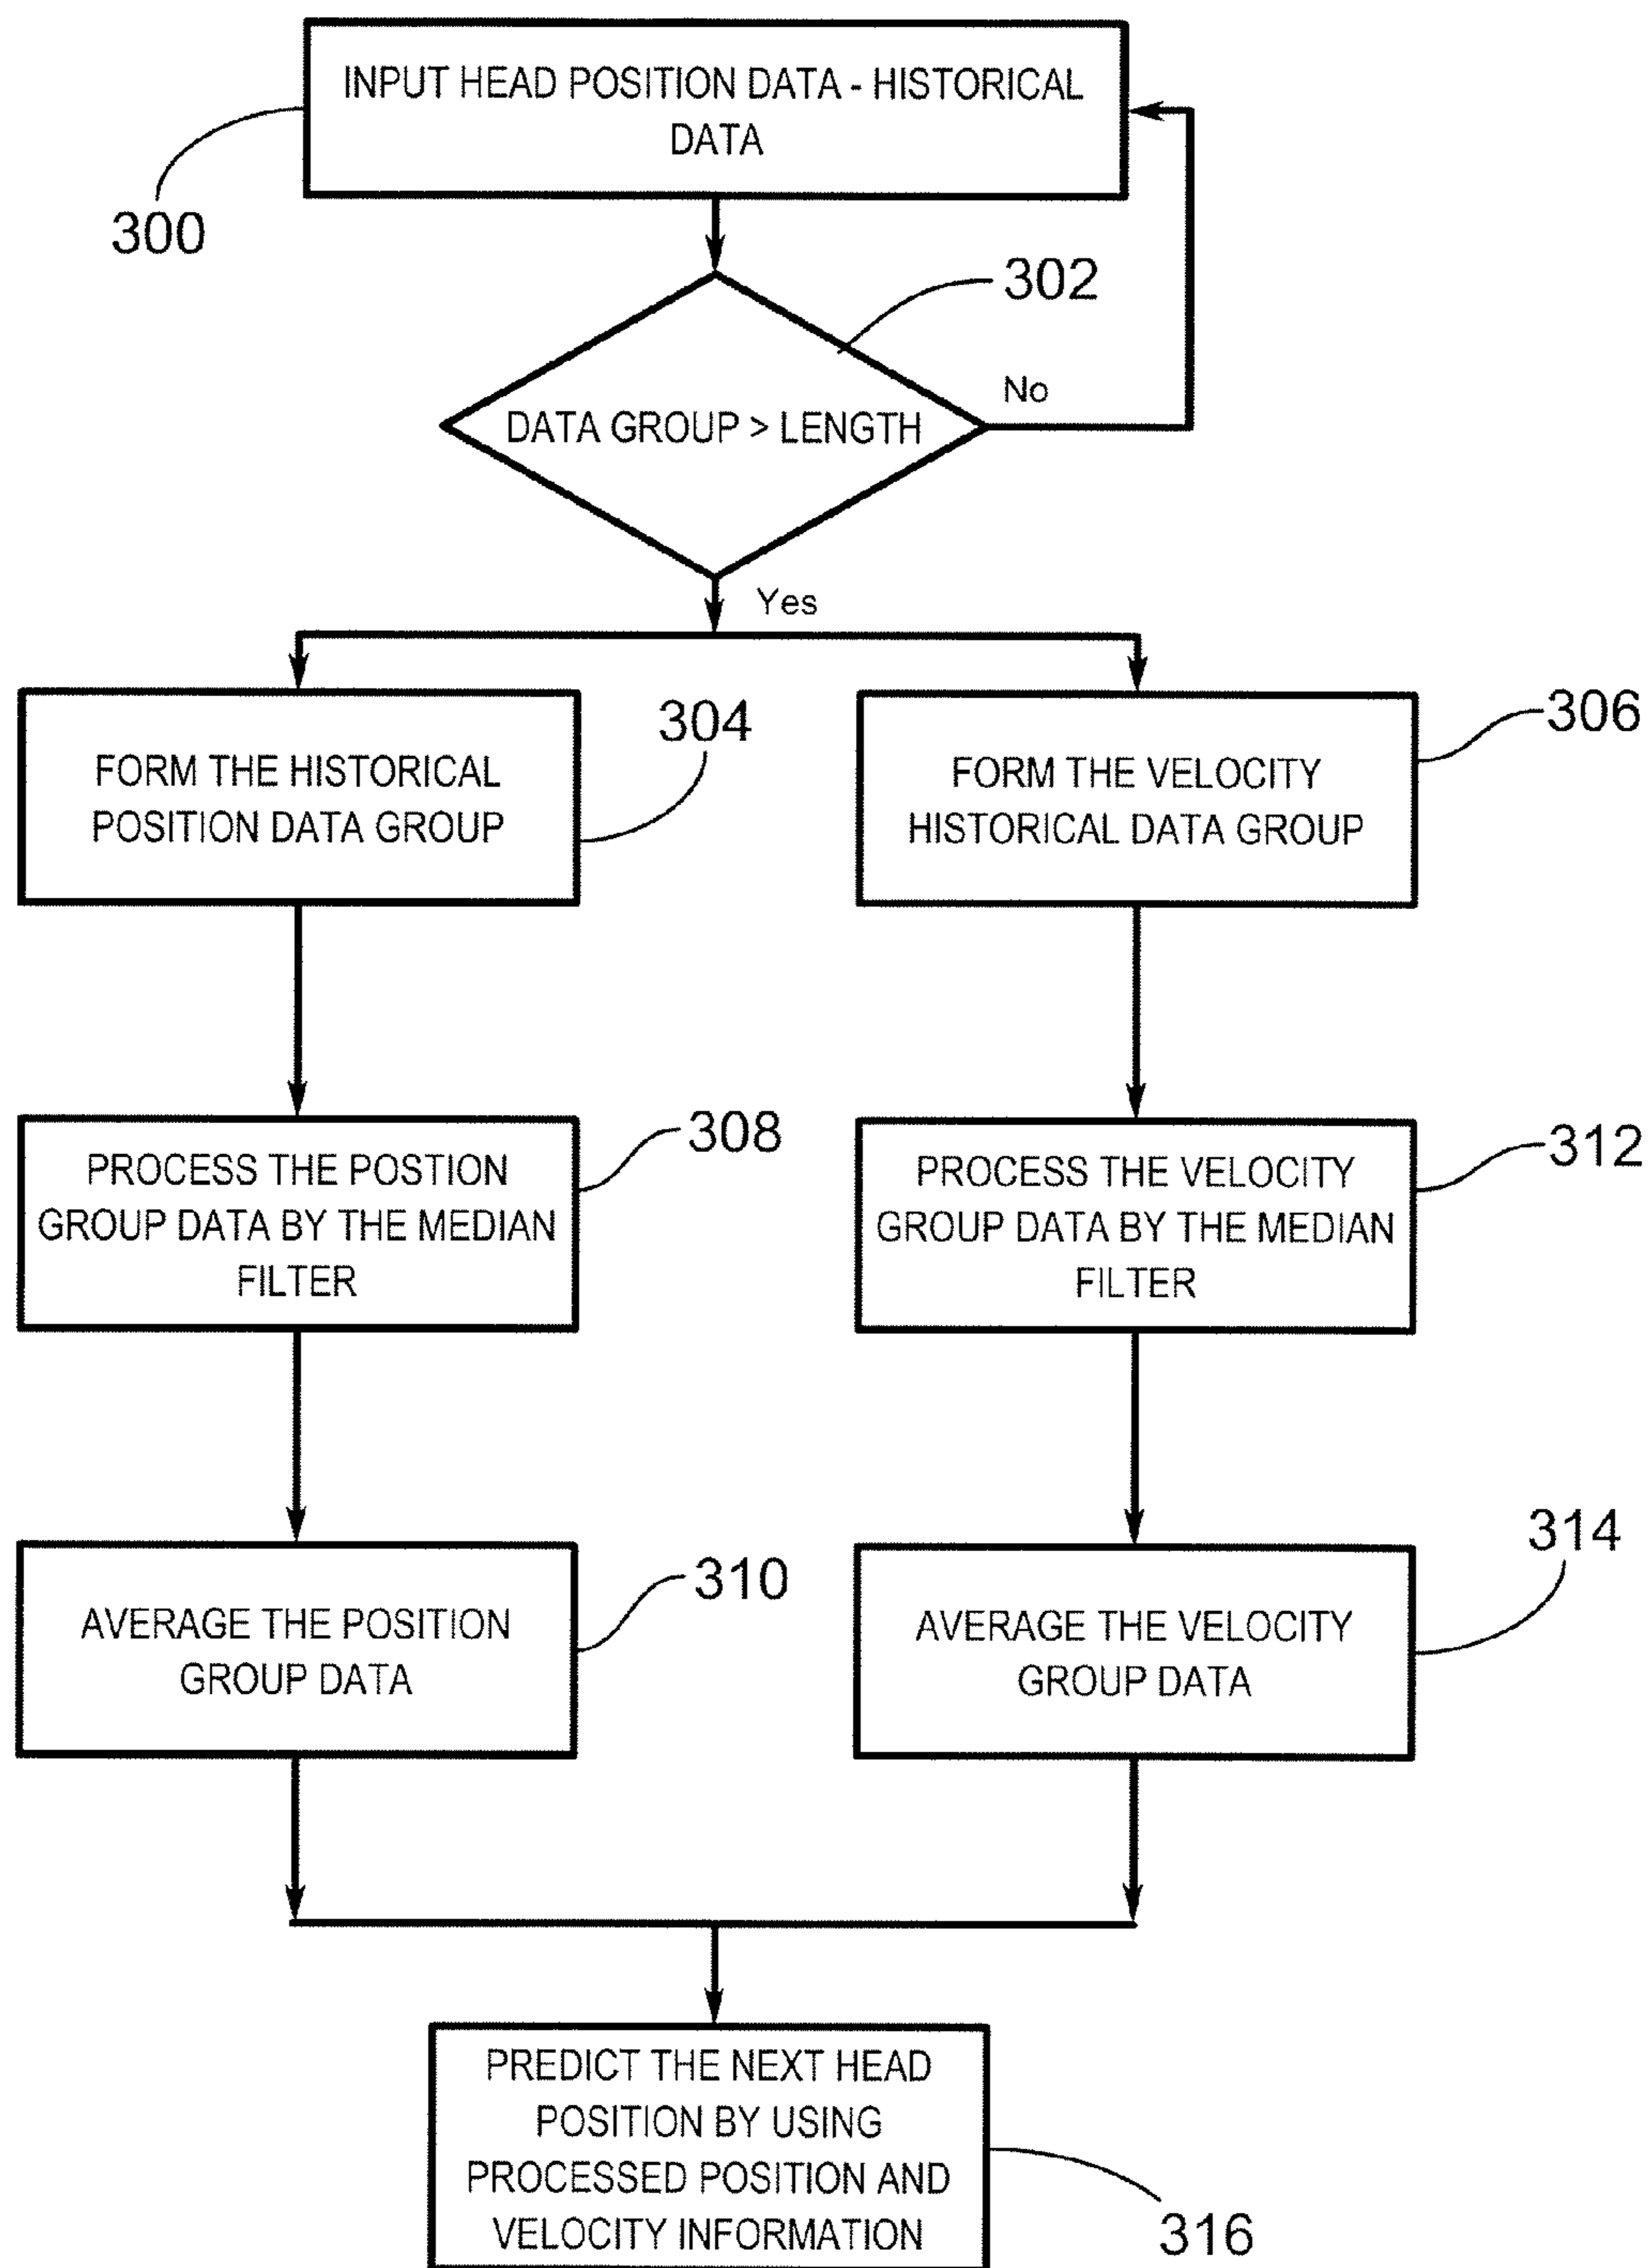 INPUT HEAD POSITION DATA - HISTORICAL
DATA
300
302
DATA GROUP > LENGTH
No
Yes
304
306
FORM THE HISTORICAL
POSITION DATA GROUP
FORM THE VELOCITY
HISTORICAL DATA GROUP
308
312
PROCESS THE POSTION
GROUP DATA BY THE MEDIAN
FILTER
PROCESS THE VELOCITY
GROUP DATA BY THE MEDIAN
FILTER
310
314
AVERAGE THE POSITION
GROUP DATA
AVERAGE THE VELOCITY
GROUP DATA
PREDICT THE NEXT HEAD
POSITION BY USING
PROCESSED POSITION AND
VELOCITY INFORMATION
316